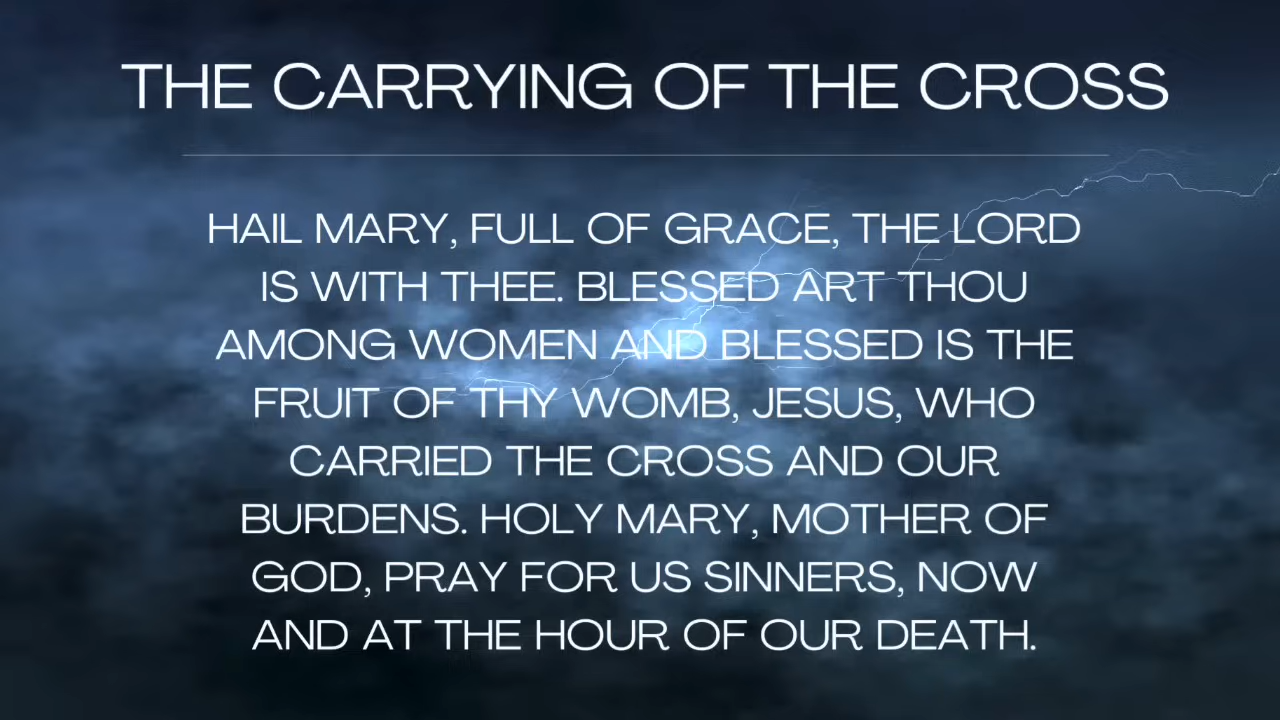 THE CARRYING OF THE CROSS
HAIL MARY, FULL OF GRACE, THE LORD
IS WITH THEE. BLESSED ART THOU
AMONG WOMEN AND BLESSED IS THE
FRUIT OF THY WOMB, JESUS, WHO
CARRIED THE CROSS AND OUR
BURDENS. HOLY MARY, MOTHER OF
GOD, PRAY FOR US SINNERS, NOW
AND AT THE HOUR OF OUR DEATH.